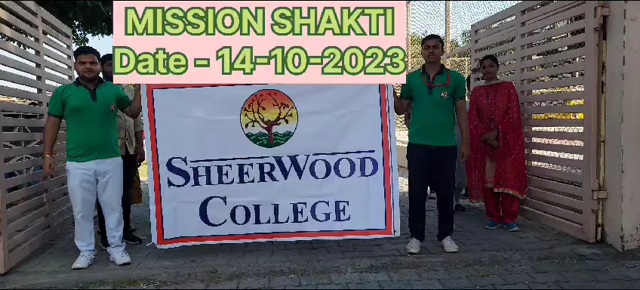 MISSION SHAKTI
Date - 14-10-2023
SHEERWOOD
COLLEGE